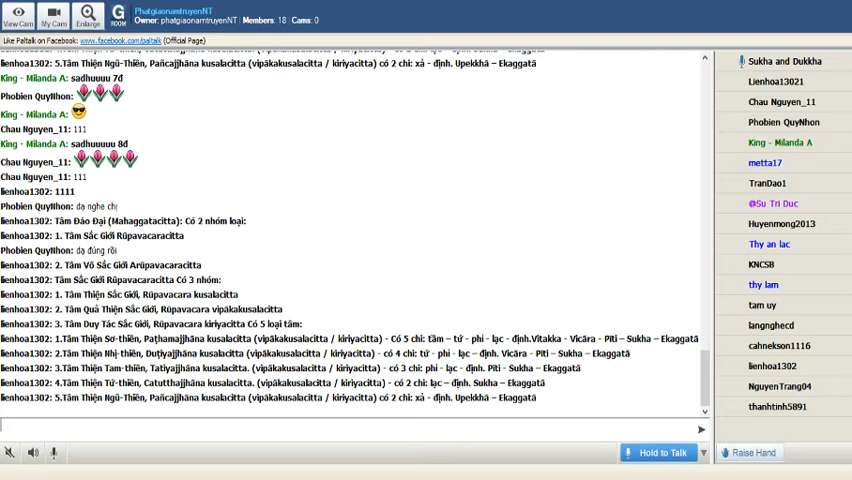 View Cam
My Cam
Enlarge
G
ROOM
PhatgiaonamtruyenNT
Owner: phatgiaonamtruyenNT | Members: 18 | Cams: 0
Like Paltalk on Facebook: www.facebook.com/paltalk (Official Page)
lienhoa1302: 5.Tâm Thiện Ngũ-Thiền, Pañcajjhāna kusalacitta (vipākakusalacitta / kiriyacitta) có 2 chi: xả - định. Upekkhā - Ekaggatā
King - Milanda A: sadhuuuu 7đ
Phobien QuyNhon:
King - Milanda A:
Chau Nguyen_11: 111
King - Milanda A: sadhuuuuu 8đ
Chau Nguyen_11:
Chau Nguyen_11: 111
lienhoa1302: 1111
Phobien QuyNhon: dạ nghe chị
lienhoa1302: Tâm Đáo Đại (Mahaggatacitta): Có 2 nhóm loại:
lienhoa1302: 1. Tâm Sắc Giới Rūpavacaracitta
Phobien QuyNhon: dạ đúng rồi
lienhoa1302: 2. Tâm Vô Sắc Giới Arūpavacaracitta
lienhoa1302: Tâm Sắc Giới Rūpavacaracitta Có 3 nhóm:
lienhoa1302: 1. Tâm Thiện Sắc Giới, Rūpavacara kusalacitta
lienhoa1302: 2. Tâm Quả Thiện Sắc Giới, Rūpavacara vipākakusalacitta
lienhoa1302: 3. Tâm Duy Tác Sắc Giới, Rūpavacara kiriyacitta Có 5 loại tâm:
lienhoa1302: 1.Tâm Thiện Sơ-thiền, Paṭhamajjhāna kusalacitta (vipākakusalacitta / kiriyacitta) - Có 5 chi: tầm – tứ - phi - lạc – định.Vitakka - Vicāra - Pīti – Sukha – Ekaggatā
lienhoa1302: 2.Tâm Thiện Nhị-thiền, Dutiyajjhāna kusalacitta (vipākakusalacitta / kiriyacitta) có 4 chi: tứ - phi - lạc – định. Vicāra - Pīti – Sukha – Ekaggatā
lienhoa1302: 3.Tâm Thiện Tam-thiền, Tatiyajjhāna kusalacitta. (vipākakusalacitta / kiriyacitta) - có 3 chi: phi - lạc - định. Pīti - Sukha - Ekaggatā
lienhoa1302: 4.Tâm Thiện Tứ-thiền, Catutthajjhāna kusalacitta. (vipākakusalacitta / kiriyacitta) – có 2 chi: lạc – định. Sukha – Ekaggatā
lienhoa1302: 5.Tâm Thiện Ngũ-Thiền, Pañcajjhāna kusalacitta (vipākakusalacitta / kiriyacitta) có 2 chi: xả - định. Upekkhā - Ekaggatā
Hold to Talk
Sukha and Dukkha
Lienhoa13021
Chau Nguyen_11
Phobien QuyNhon
King - Milanda A
metta17
TranDao1
@Su Tri Duc
Huyenmong2013
Thy an lac
KNCSB
thy lam
tam uy
langnghecd
cahnekson1116
lienhoa1302
NguyenTrang04
thanhtinh5891
Raise Hand